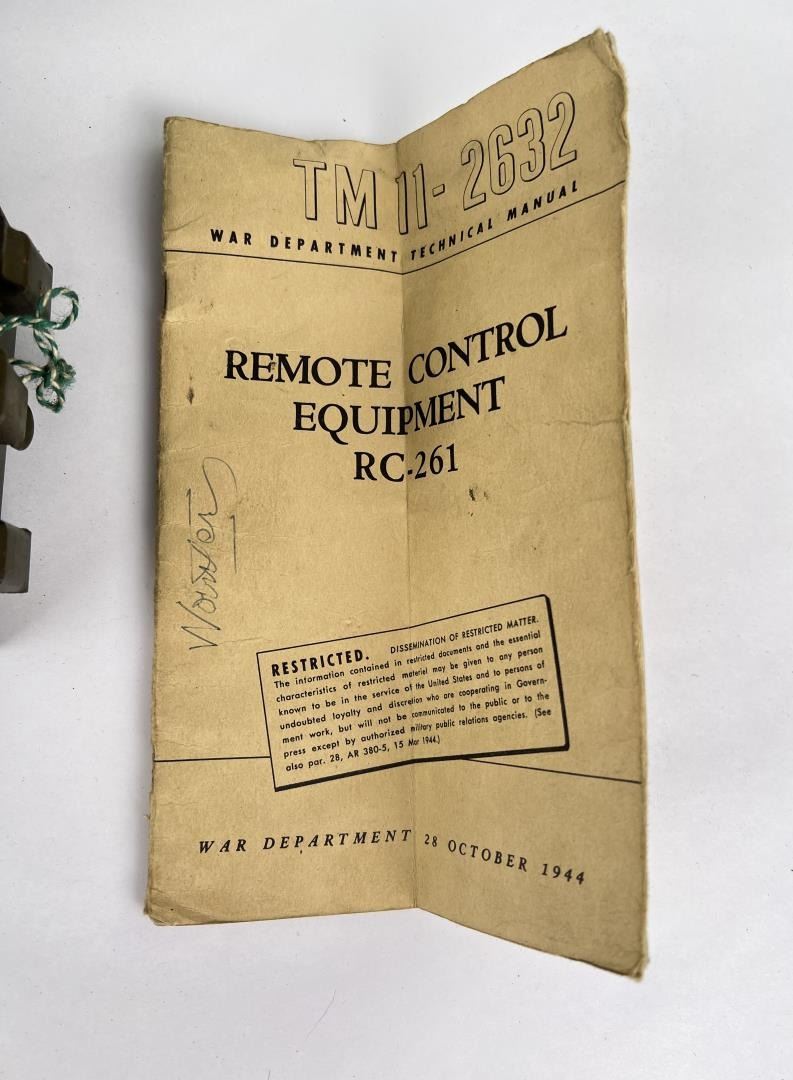 TM 11-2632
WAR DEPARTMENT TECHNICAL MANUAL
REMOTE CONTROL
EQUIPMENT
RC-261
RESTRICTED. DISSEMINATION OF RESTRICTED MATTER.
The information contained in restricted documents and the essential
characteristics of restricted materiel may be given to any person
known to be in the service of the United States and to persons of
undoubted loyalty and discretion who are cooperating in Govern-
ment work, but will not be communicated to the public or to the
press except by authorized military public relations agencies. (See
also par. 28, AR 380-5, 15 Mar 1944.)
WAR DEPARTMENT 28 OCTOBER 1944